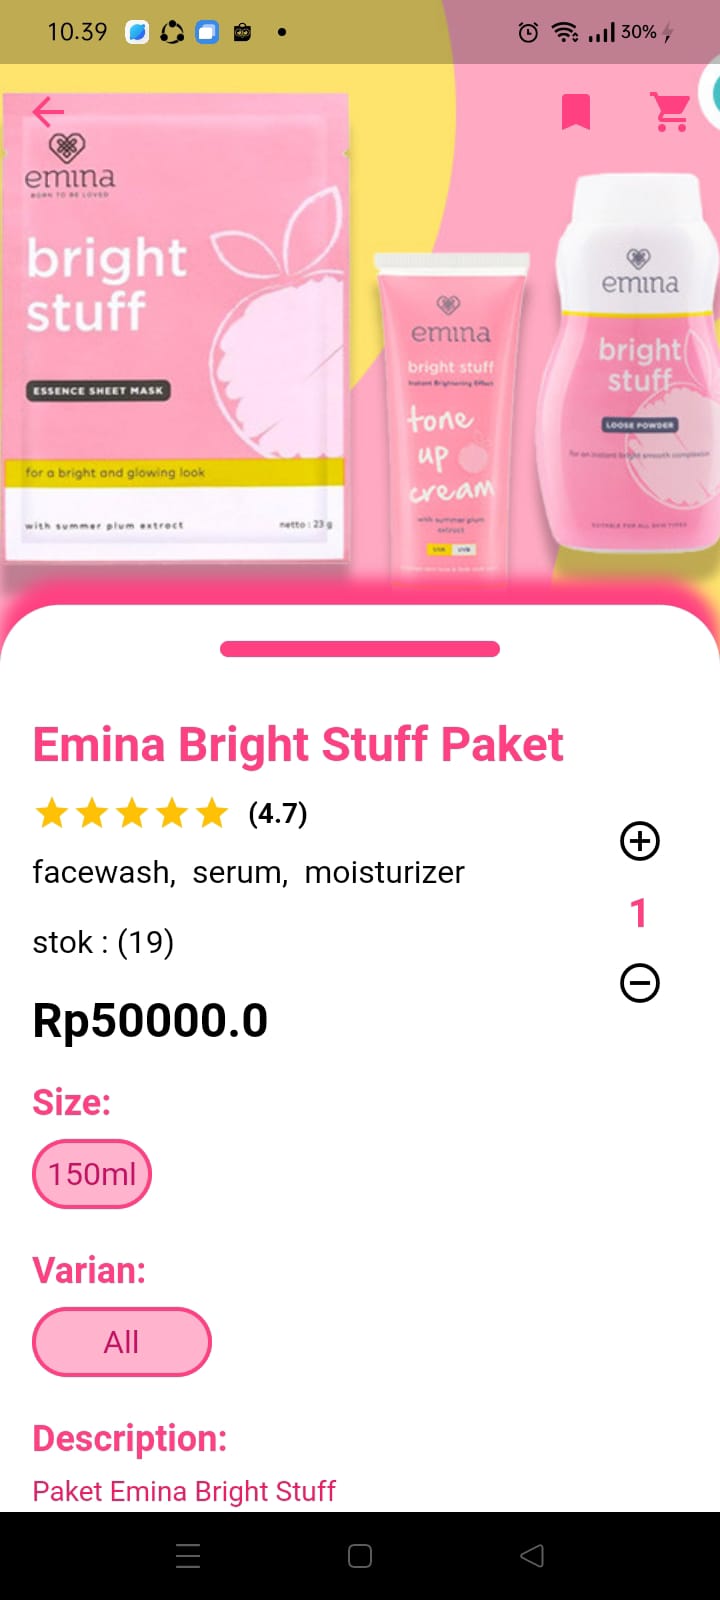 10.39
30%
emina
BORN TO BE LOVED
bright
stuff
ESSENCE SHEET MASK
for a bright and glowing look
with summer plum extract
netto : 23 g
emina
bright stuff
Instant Brightening Effect
tone
up
cream
with summer plum
extract
UVA UVB
emina
bright
stuff
LOOSE POWDER
for an instant bright smooth complexion
SUITABLE FOR ALL SKIN TYPES
Emina Bright Stuff Paket
(4.7)
facewash, serum, moisturizer
stok : (19)
Rp50000.0
1
Size:
150ml
Varian:
All
Description:
Paket Emina Bright Stuff